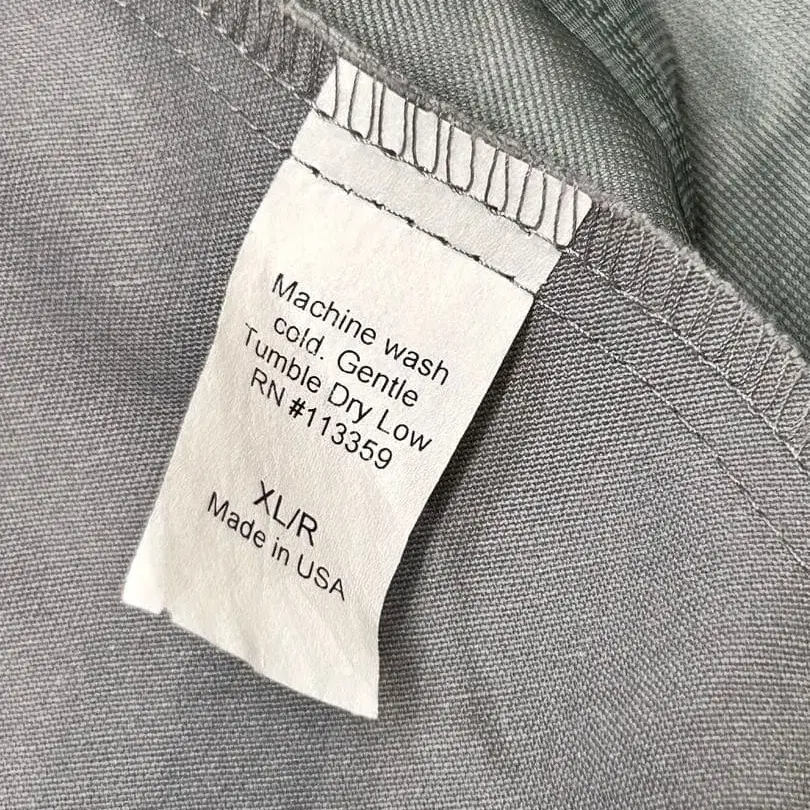 Machine wash
cold. Gentle
Tumble Dry Low
RN #113359
XL/R
Made in USA